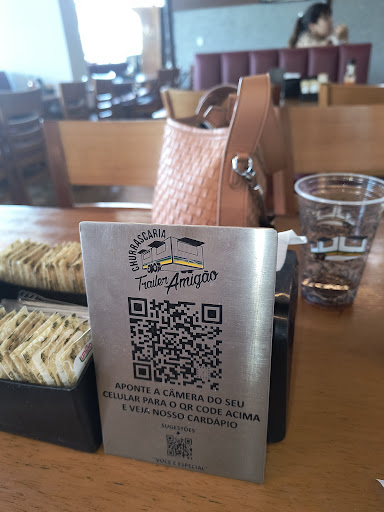 CHURRASCARIA
Trailer Amigão
APONTE A CÂMERA DO SEU
CELULAR PARA O QR CODE ACIMA
E VEJA NOSSO CARDÁPIO
SUGESTÕES
"VOCÊ É ESPECIAL"